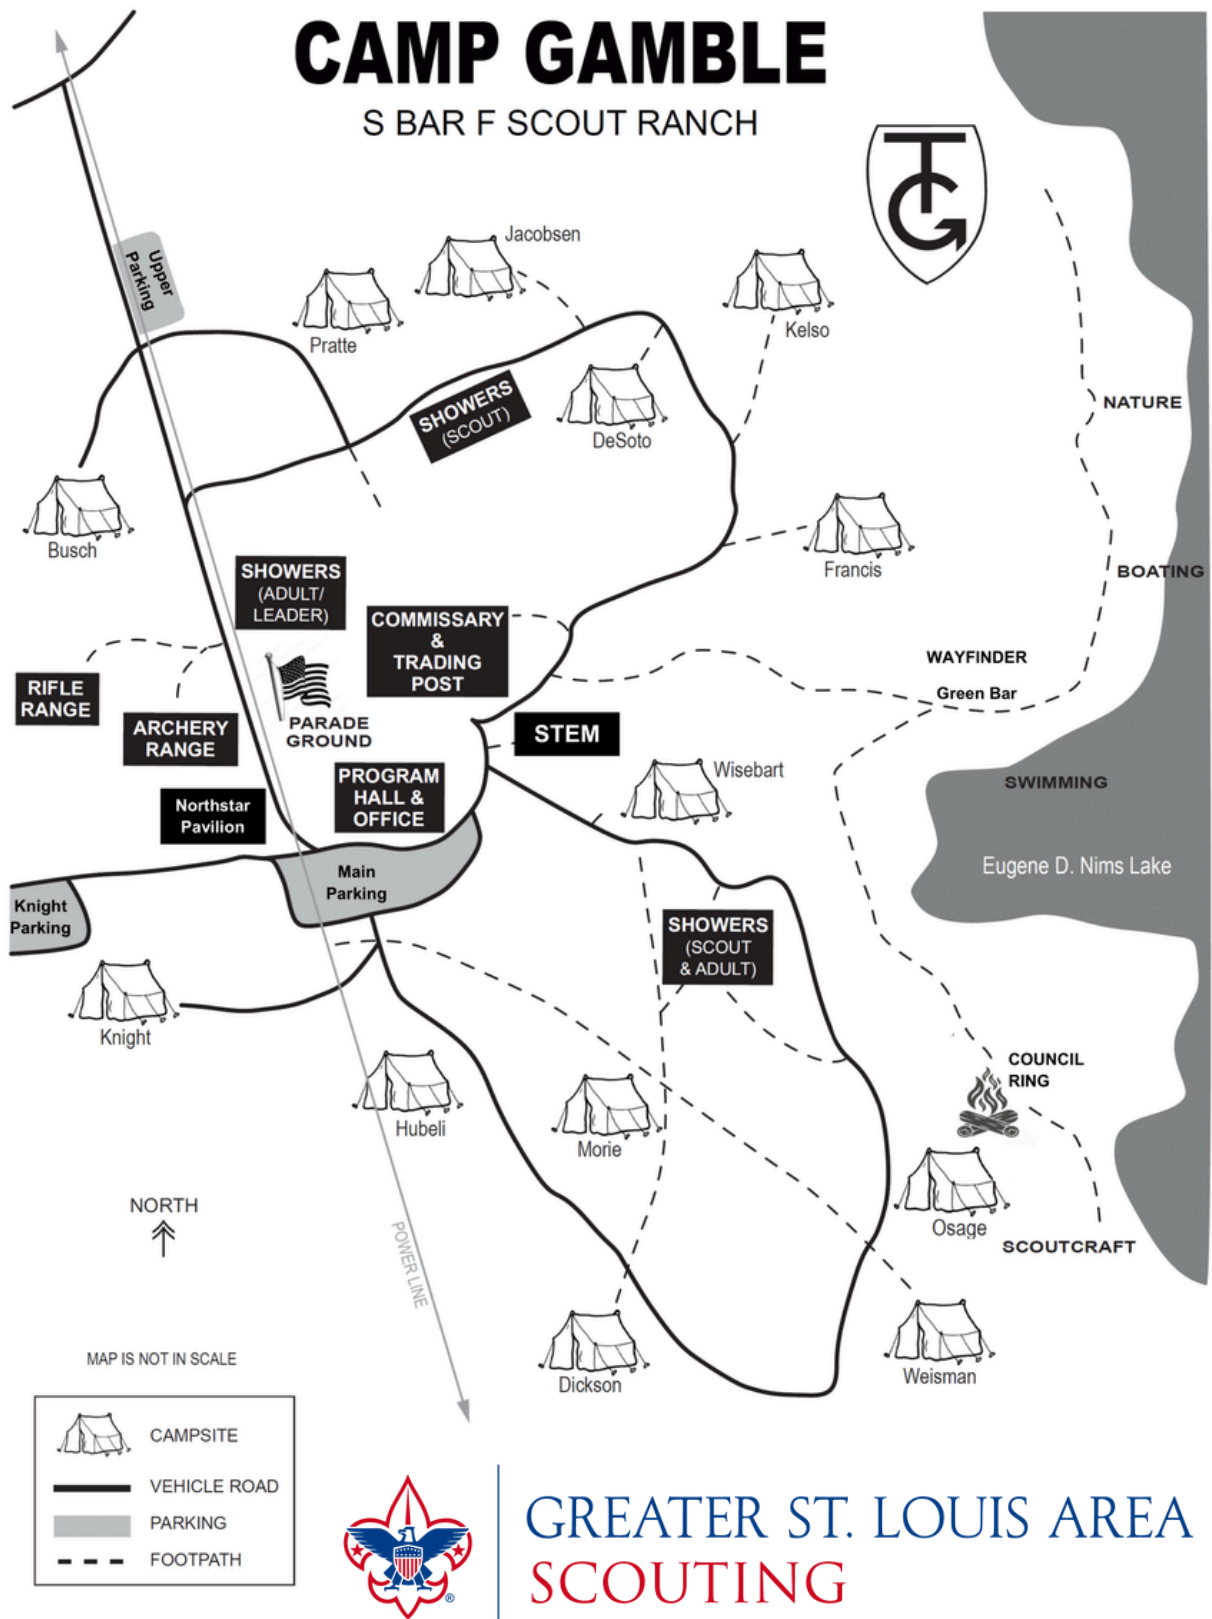 CAMP GAMBLE
S BAR F SCOUT RANCH
Upper
Parking
Jacobsen
Pratte
Kelso
SHOWERS
(SCOUT)
DeSoto
NATURE
Busch
Francis
BOATING
SHOWERS
(ADULT/
LEADER)
COMMISSARY
&
TRADING
POST
WAYFINDER
Green Bar
RIFLE
RANGE
ARCHERY
RANGE
PARADE
GROUND
STEM
PROGRAM
HALL &
OFFICE
Wisebart
SWIMMING
Northstar
Pavilion
Eugene D. Nims Lake
Main
Parking
Knight
Parking
SHOWERS
(SCOUT
& ADULT)
Knight
COUNCIL
RING
Hubeli
Morie
Osage
NORTH
SCOUTCRAFT
POWER LINE
Dickson
Weisman
MAP IS NOT IN SCALE
CAMPSITE
VEHICLE ROAD
PARKING
FOOTPATH
GREATER ST. LOUIS AREA
SCOUTING
®